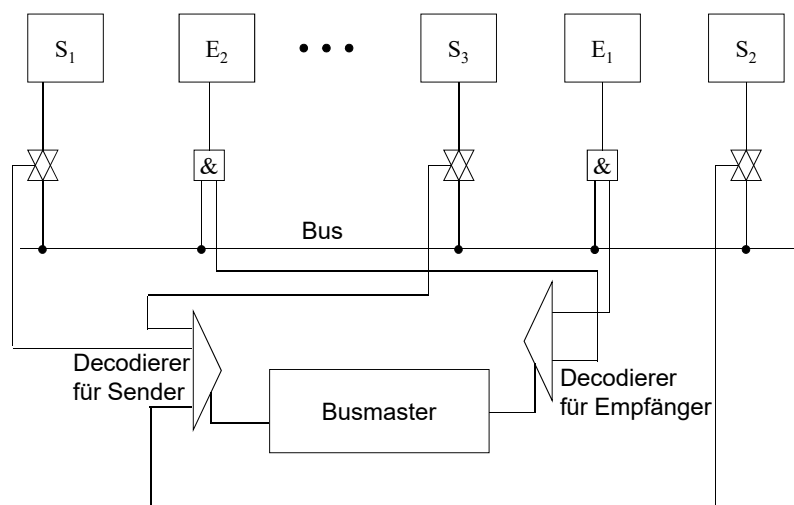 S₁
E₂
• • •
S₃
E₁
S₂
&
&
Bus
Decodierer
für Sender
Busmaster
Decodierer
für Empfänger